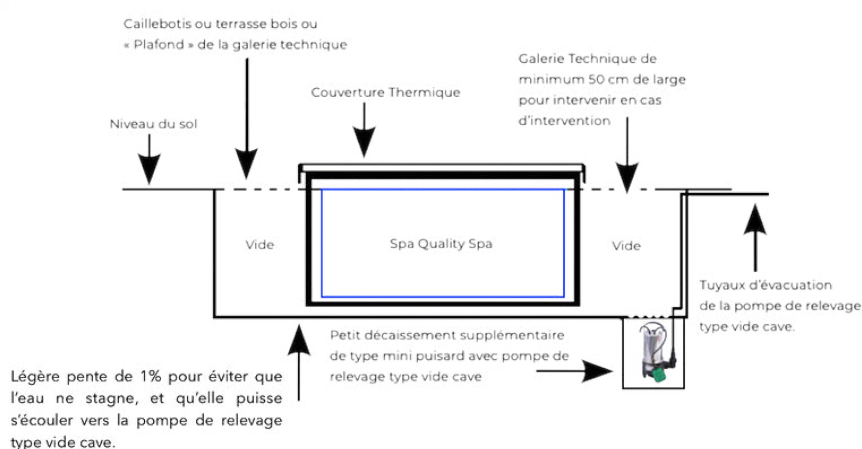 Caillebotis ou terrasse bois ou
« Plafond » de la galerie technique
Galerie Technique de
minimum 50 cm de large
pour intervenir en cas
d'intervention
Couverture Thermique
Niveau du sol
Vide
Spa Quality Spa
Vide
Tuyaux d'évacuation
de la pompe de relevage
type vide cave.
Petit décaissement supplémentaire
de type mini puisard avec pompe de
relevage type vide cave
Légère pente de 1% pour éviter que
l'eau ne stagne, et qu'elle puisse
s'écouler vers la pompe de relevage
type vide cave.